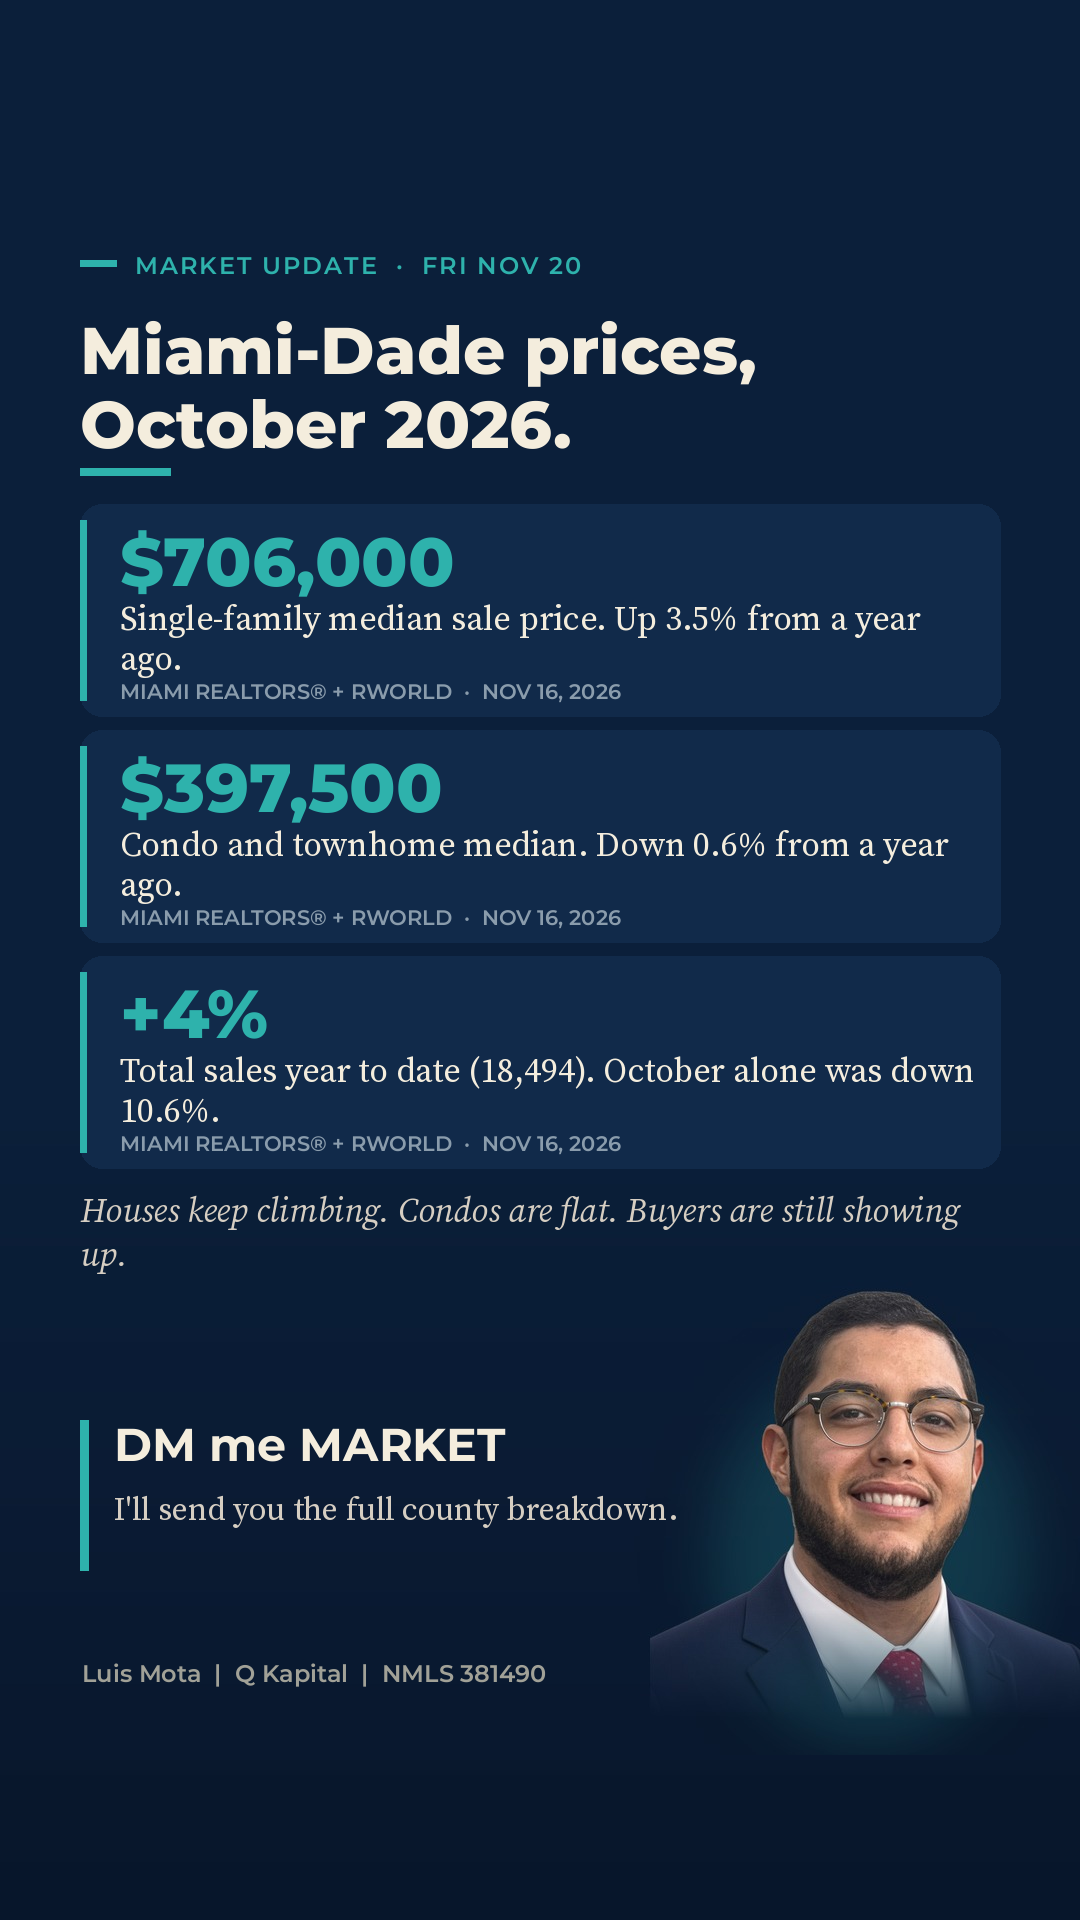 MARKET UPDATE · FRI NOV 20
Miami-Dade prices,
October 2026.
$706,000
Single-family median sale price. Up 3.5% from a year
ago.
MIAMI REALTORS® + RWORLD · NOV 16, 2026
$397,500
Condo and townhome median. Down 0.6% from a year
ago.
MIAMI REALTORS® + RWORLD · NOV 16, 2026
+4%
Total sales year to date (18,494). October alone was down
10.6%.
MIAMI REALTORS® + RWORLD · NOV 16, 2026
Houses keep climbing. Condos are flat. Buyers are still showing
up.
DM me MARKET
I'll send you the full county breakdown.
Luis Mota | Q Kapital | NMLS 381490